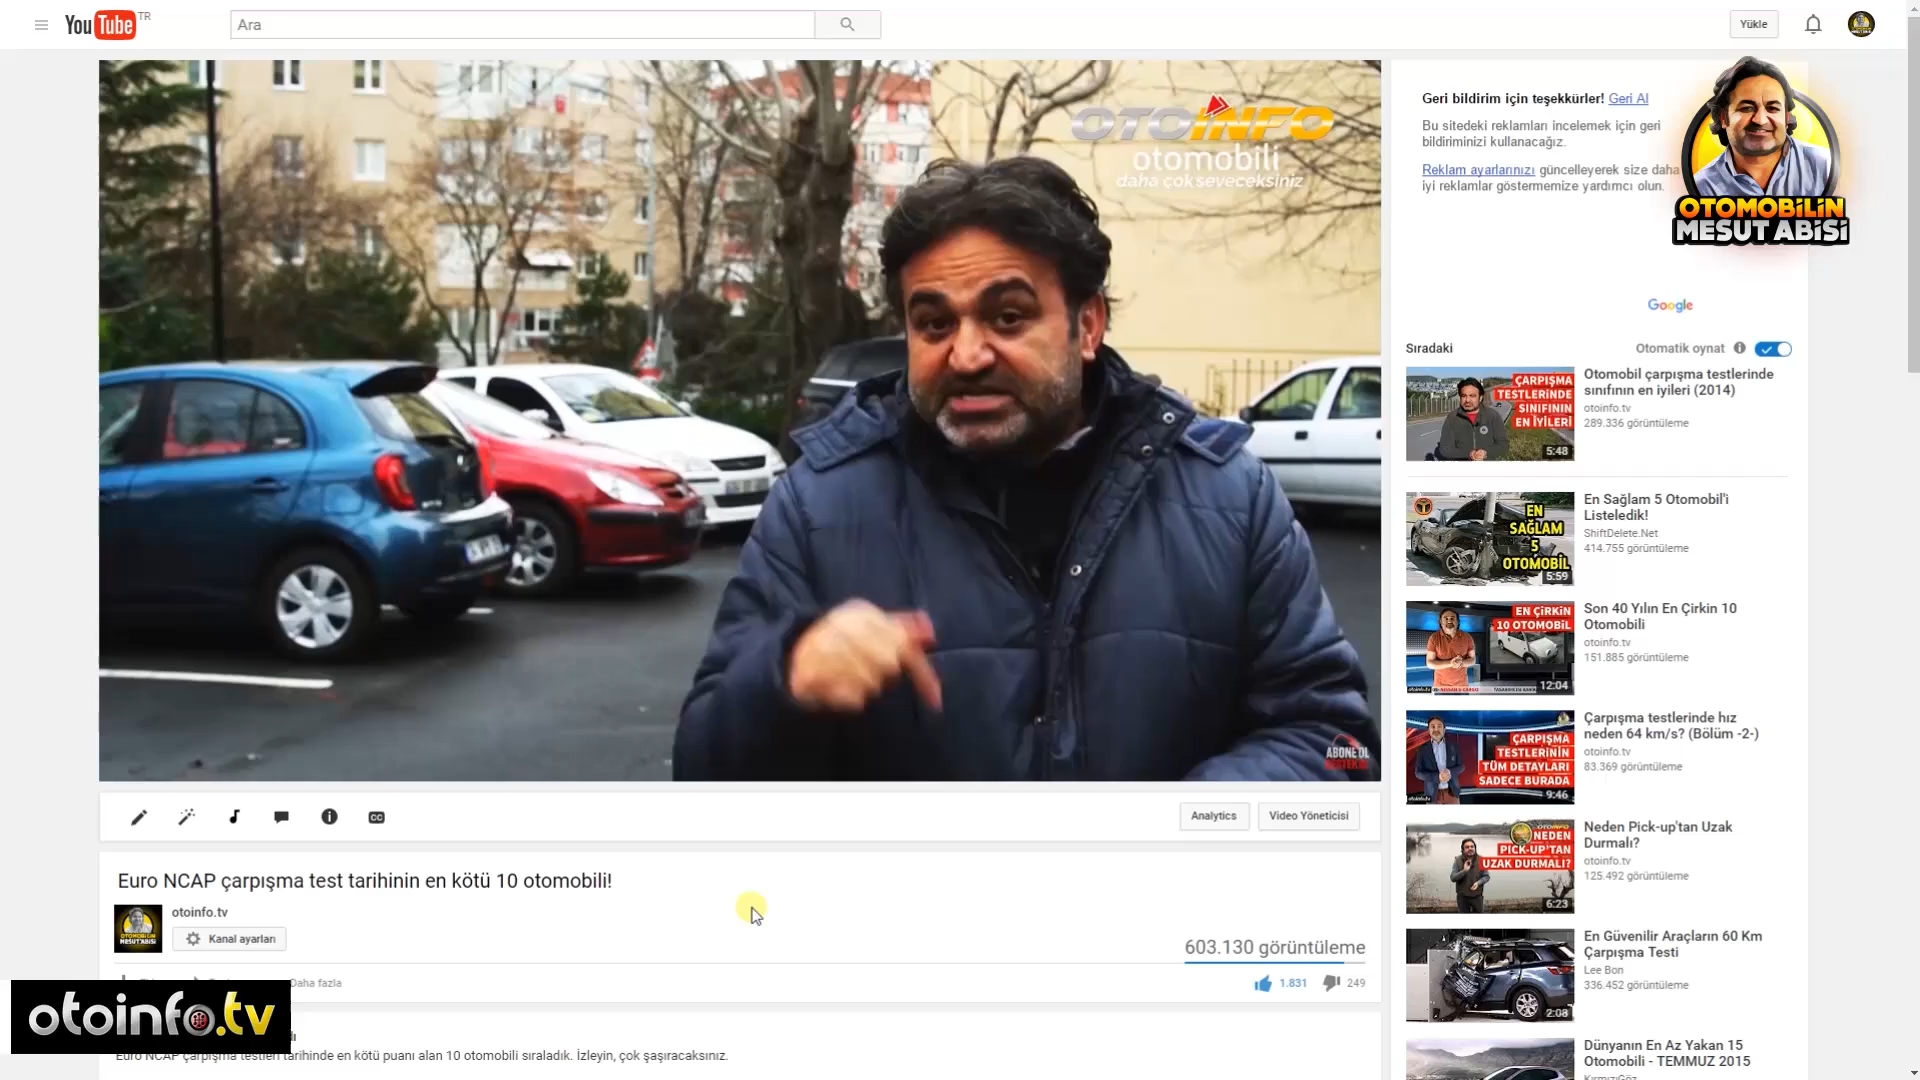 YouTube TR
Ara
Yükle
OTOINFO
otomobili
daha çok seveceksiniz
ABONE OL
Analytics
Video Yöneticisi
Euro NCAP çarpışma test tarihinin en kötü 10 otomobili!
otoinfo.tv
Kanal ayarları
603.130 görüntüleme
Daha fazla
1.831
249
otoinfo.tv
Euro NCAP çarpışma testleri tarihinde en kötü puanı alan 10 otomobili sıraladık. İzleyin, çok şaşıracaksınız.
Geri bildirim için teşekkürler! Geri Al
Bu sitedeki reklamları incelemek için geri
bildiriminizi kullanacağız.
Reklam ayarlarınızı güncelleyerek size daha
iyi reklamlar göstermemize yardımcı olun.
OTOMOBİLİN
MESUT ABİSİ
Google
Sıradaki
Otomatik oynat
ÇARPIŞMA
TESTLERİNDE
SINIFININ
EN İYİLERİ
5:48
Otomobil çarpışma testlerinde
sınıfının en iyileri (2014)
otoinfo.tv
289.336 görüntüleme
EN
SAĞLAM
5
OTOMOBİL
5:59
En Sağlam 5 Otomobil'i
Listeledik!
ShiftDelete.Net
414.755 görüntüleme
EN ÇİRKİN
10 OTOMOBİL
12:04
Son 40 Yılın En Çirkin 10
Otomobili
otoinfo.tv
151.885 görüntüleme
ÇARPIŞMA
TESTLERİNİN
TÜM DETAYLARI
SADECE BURADA
9:46
Çarpışma testlerinde hız
neden 64 km/s? (Bölüm -2-)
otoinfo.tv
83.369 görüntüleme
OTOINFO
NEDEN
PICK-UP'TAN
UZAK DURMALI?
6:23
Neden Pick-up'tan Uzak
Durmalı?
otoinfo.tv
125.492 görüntüleme
2:08
En Güvenilir Araçların 60 Km
Çarpışma Testi
Lee Bon
336.452 görüntüleme
Dünyanın En Az Yakan 15
Otomobili - TEMMUZ 2015